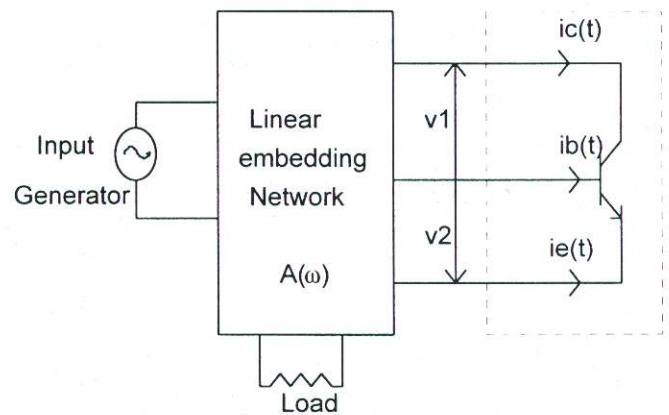 Input
Generator
Linear
embedding
Network
A(ω)
Load
v1
v2
ic(t)
ib(t)
ie(t)